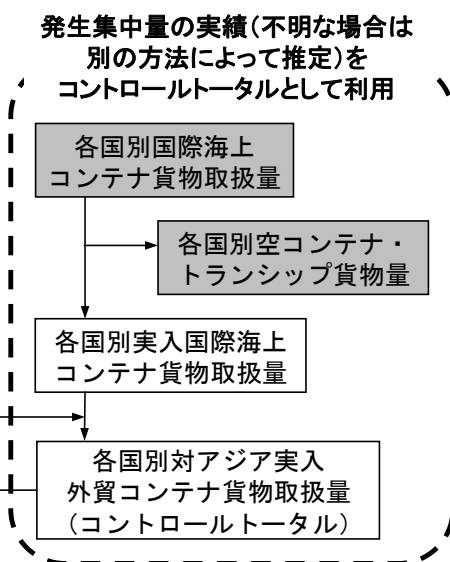 発生集中量の実績(不明な場合は
別の方法によって推定)を
コントロールトータルとして利用
各国別国際海上
コンテナ貨物取扱量
各国別空コンテナ・
トランシップ貨物量
各国別実入国際海上
コンテナ貨物取扱量
各国別対アジア実入
外貿コンテナ貨物取扱量
(コントロールトータル)